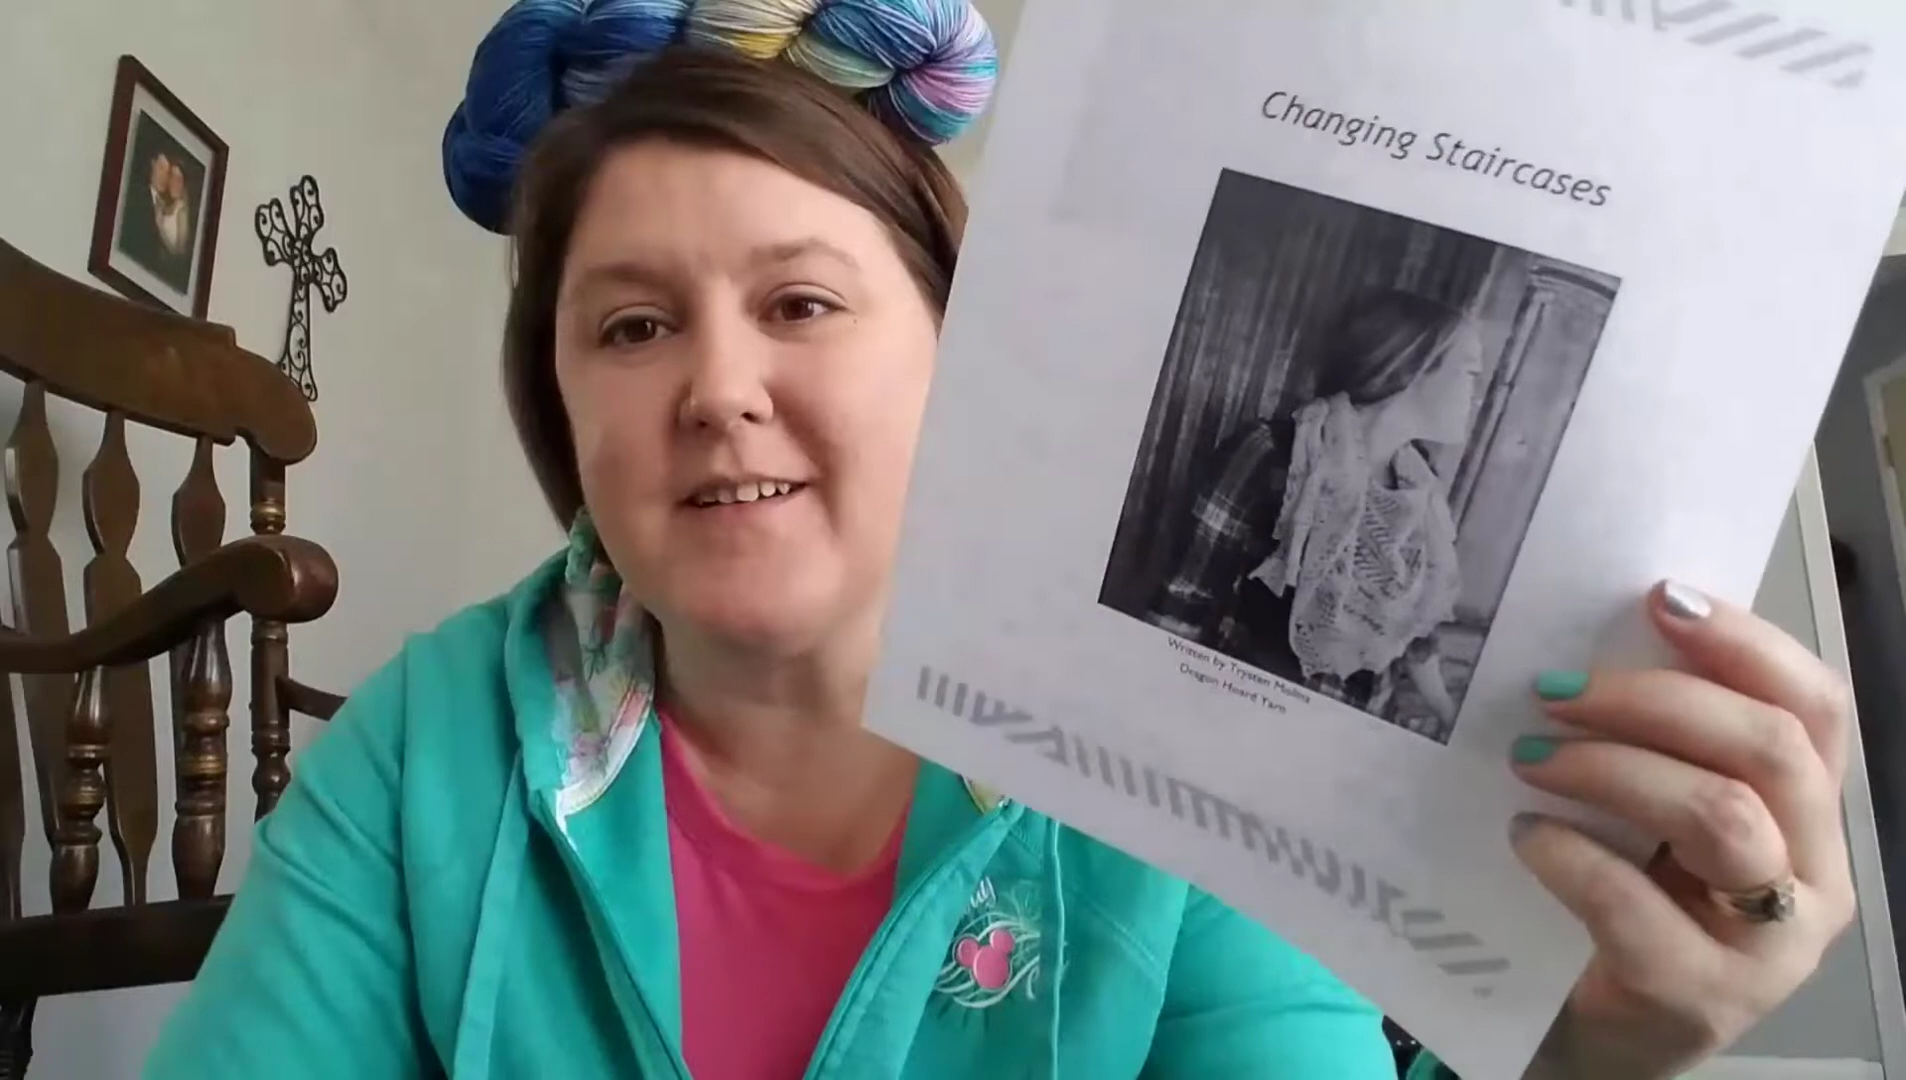 Changing Staircases
Written by Trysten Molina
Dragon Hoard Yarn